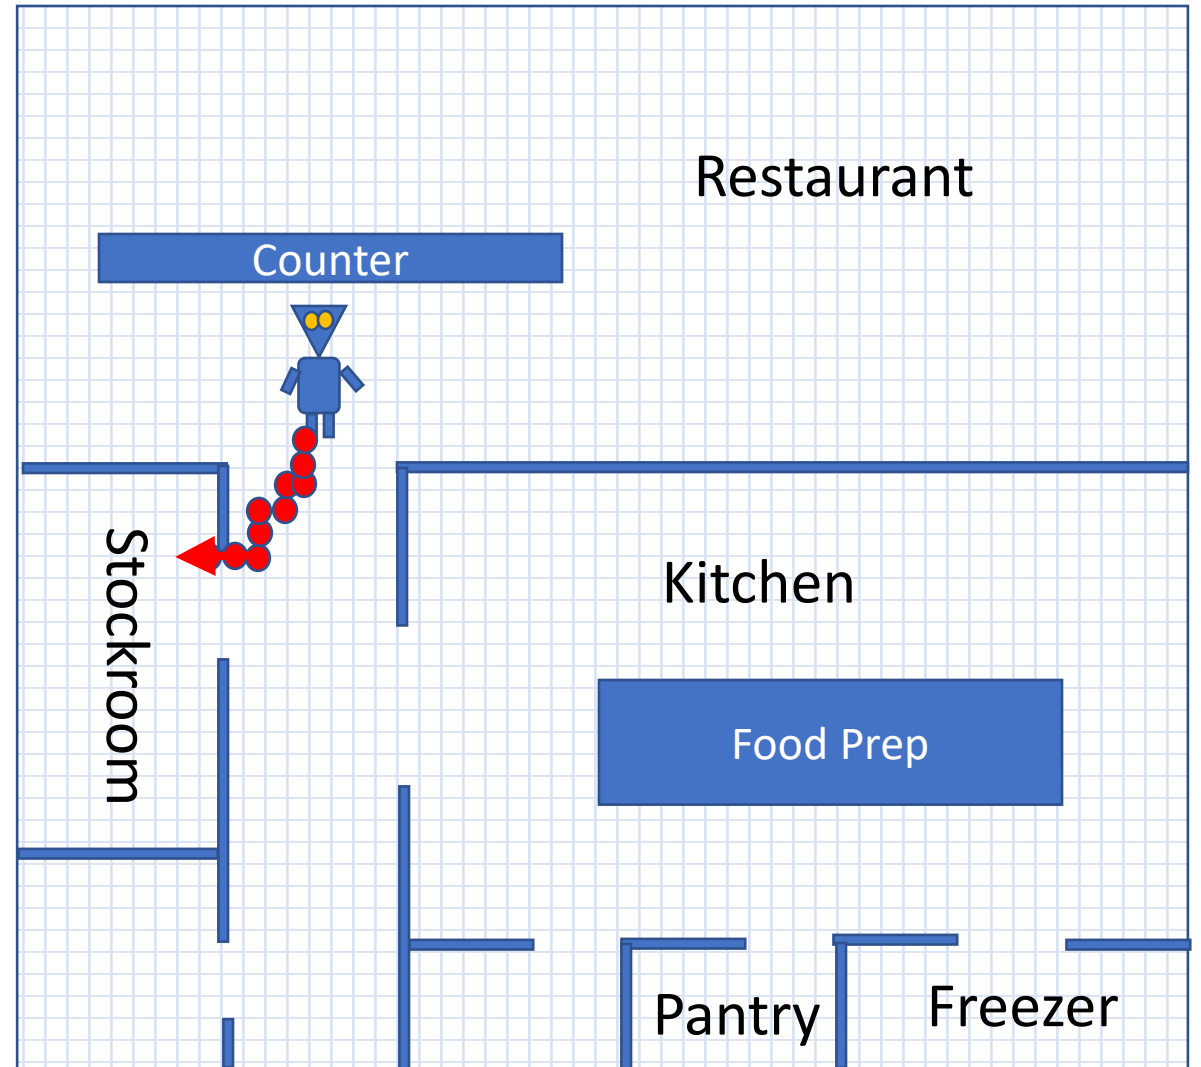 Restaurant
Counter
Stockroom
Kitchen
Food Prep
Pantry
Freezer